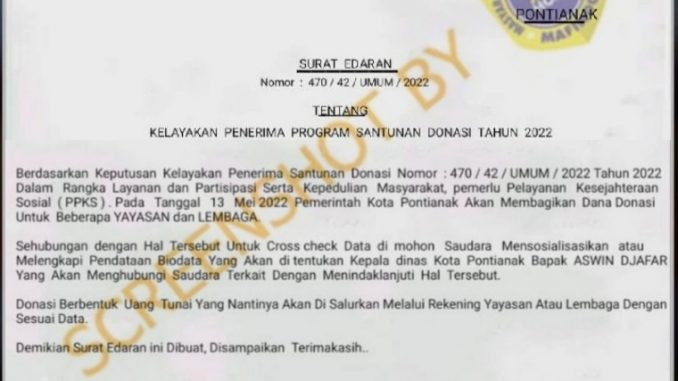 PONTIANAK
SURAT EDARAN
Nomor : 470 / 42 / UMUM / 2022
TENTANG
KELAYAKAN PENERIMA PROGRAM SANTUNAN DONASI TAHUN 2022
Berdasarkan Keputusan Kelayakan Penerima Santunan Donasi Nomor : 470 / 42 / UMUM / 2022 Tahun 2022
Dalam Rangka Layanan dan Partisipasi Serta Kepedulian Masyarakat, pemerlu Pelayanan Kesejahteraan
Sosial ( PPKS ) . Pada Tanggal 13 Mei 2022 Pemerintah Kota Pontianak Akan Membagikan Dana Donasi
Untuk Beberapa YAYASAN dan LEMBAGA.
Sehubungan dengan Hal Tersebut Untuk Cross check Data di mohon Saudara Mensosialisasikan atau
Melengkapi Pendataan Biodata Yang Akan di tentukan Kepala dinas Kota Pontianak Bapak ASWIN DJAFAR
Yang Akan Menghubungi Saudara Terkait Dengan Menindaklanjuti Hal Tersebut.
Donasi Berbentuk Uang Tunai Yang Nantinya Akan Di Salurkan Melalui Rekening Yayasan Atau Lembaga Dengan
Sesuai Data.
Demikian Surat Edaran ini Dibuat, Disampaikan Terimakasih..
SCREENSHOT BY